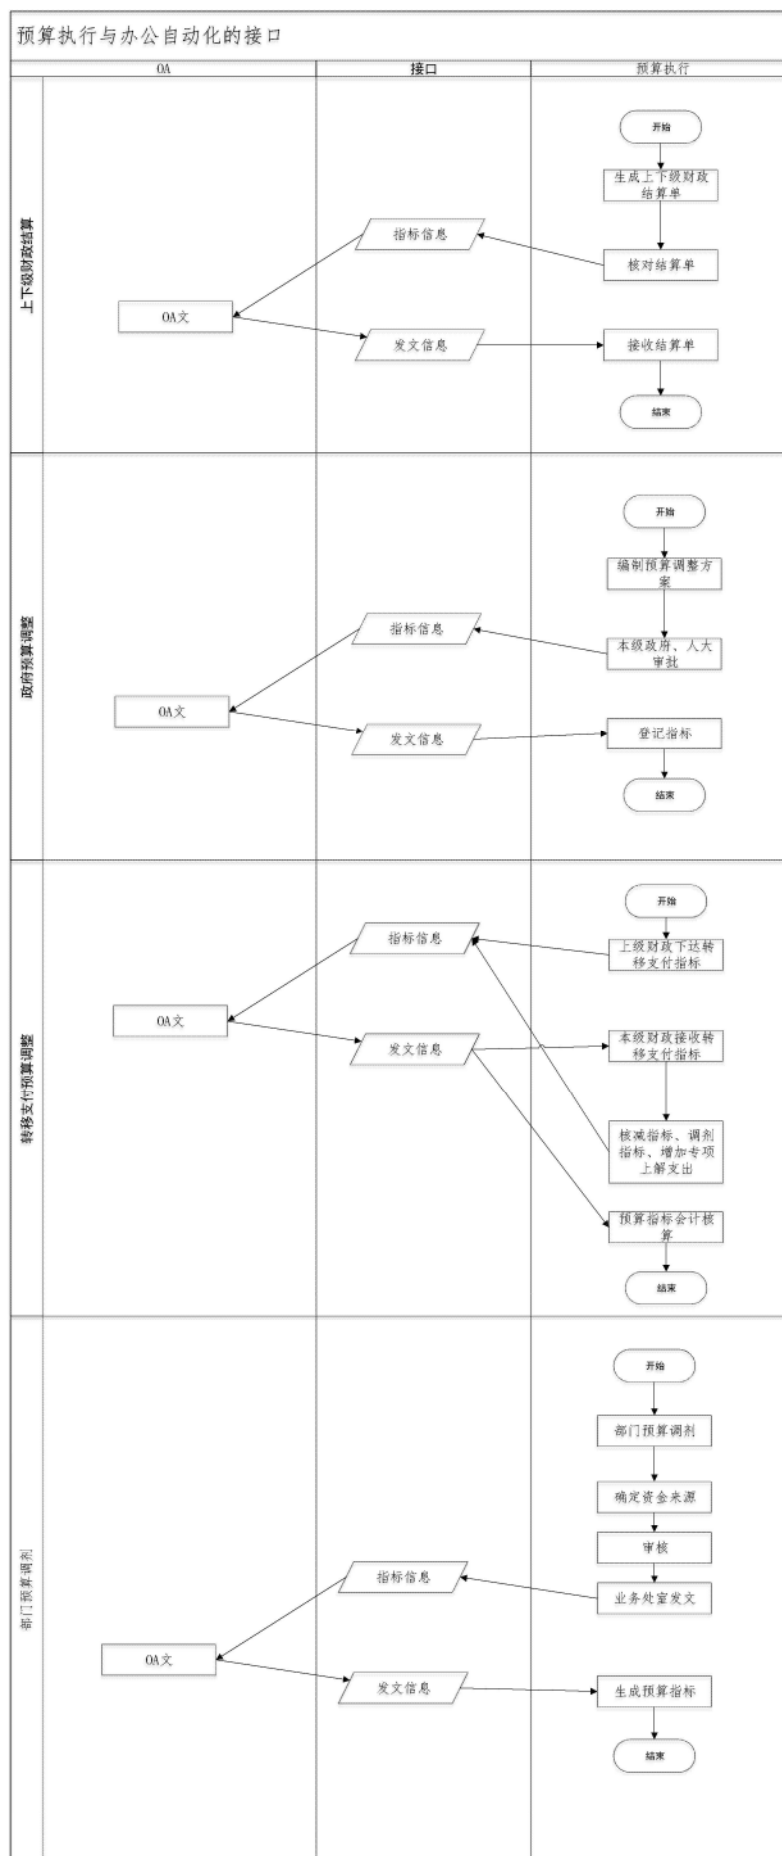 预算执行与办公自动化的接口
OA
接口
预算执行
上下级财政结算
开始
生成上下级财政
结算单
指标信息
核对结算单
OA文
发文信息
接收结算单
结束
政府预算调整
开始
编制预算调整方
案
指标信息
本级政府、人大
审批
OA文
发文信息
登记指标
结束
转移支付预算调整
开始
指标信息
上级财政下达转
移支付指标
OA文
发文信息
本级财政接收转
移支付指标
核减指标、调剂
指标、增加专项
上解支出
预算指标会计核
算
结束
部门预算调剂
开始
部门预算调剂
确定资金来源
审核
指标信息
业务处室发文
OA文
发文信息
生成预算指标
结束